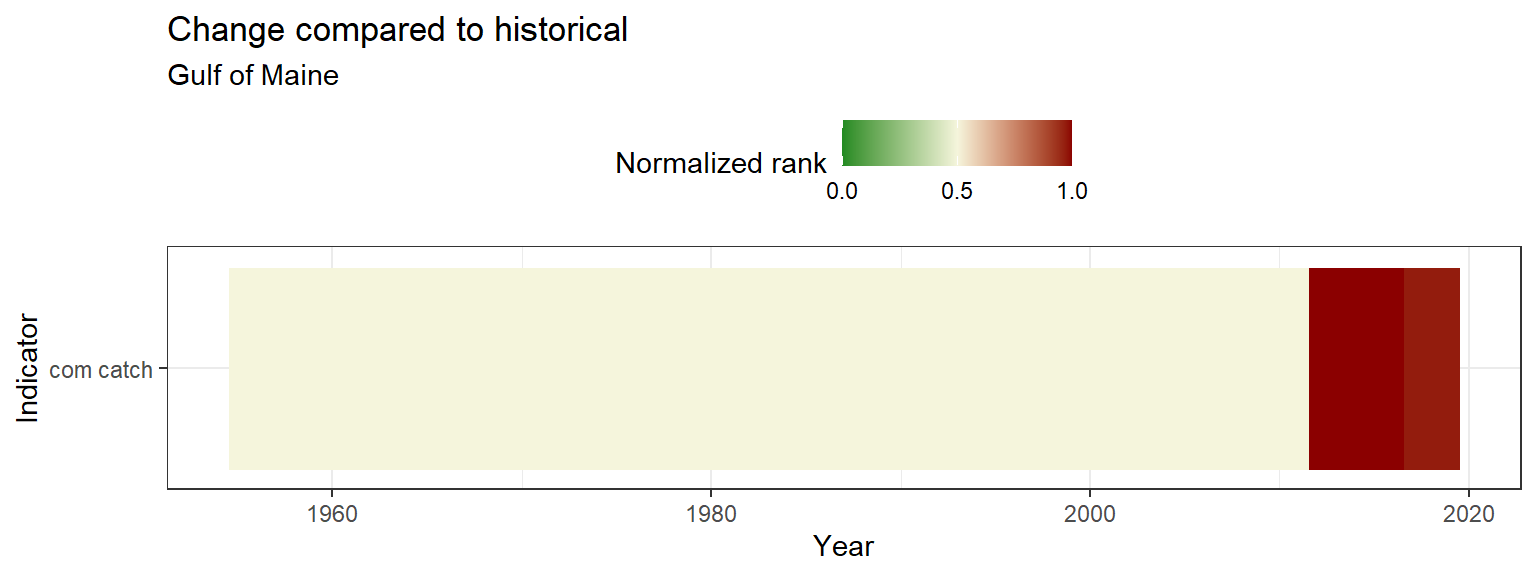 Change compared to historical
Gulf of Maine
Normalized rank
0.0 0.5 1.0
Indicator
com catch
1960 1980 2000 2020
Year